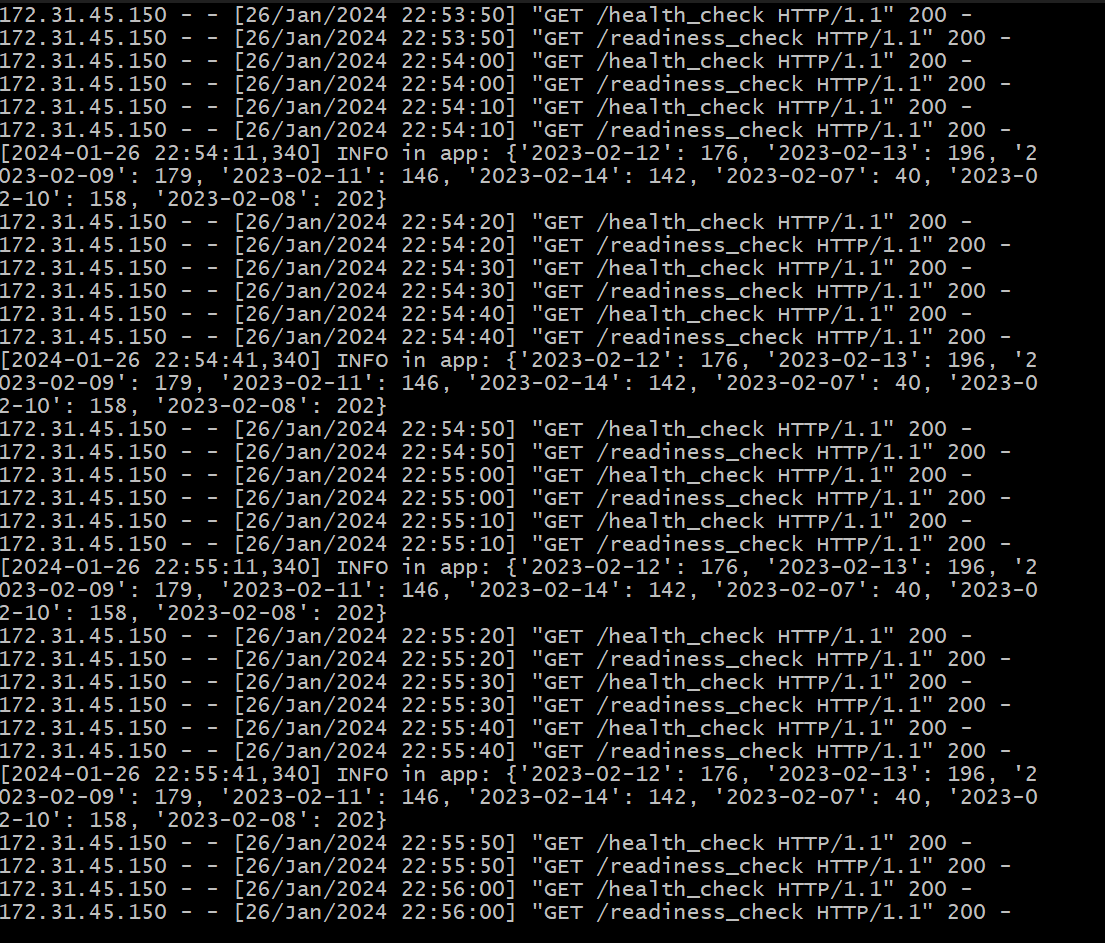 172.31.45.150 - - [26/Jan/2024 22:53:50] "GET /health_check HTTP/1.1" 200 -
172.31.45.150 - - [26/Jan/2024 22:53:50] "GET /readiness_check HTTP/1.1" 200 -
172.31.45.150 - - [26/Jan/2024 22:54:00] "GET /health_check HTTP/1.1" 200 -
172.31.45.150 - - [26/Jan/2024 22:54:00] "GET /readiness_check HTTP/1.1" 200 -
172.31.45.150 - - [26/Jan/2024 22:54:10] "GET /health_check HTTP/1.1" 200 -
172.31.45.150 - - [26/Jan/2024 22:54:10] "GET /readiness_check HTTP/1.1" 200 -
[2024-01-26 22:54:11,340] INFO in app: {'2023-02-12': 176, '2023-02-13': 196, '2
023-02-09': 179, '2023-02-11': 146, '2023-02-14': 142, '2023-02-07': 40, '2023-0
2-10': 158, '2023-02-08': 202}
172.31.45.150 - - [26/Jan/2024 22:54:20] "GET /health_check HTTP/1.1" 200 -
172.31.45.150 - - [26/Jan/2024 22:54:20] "GET /readiness_check HTTP/1.1" 200 -
172.31.45.150 - - [26/Jan/2024 22:54:30] "GET /health_check HTTP/1.1" 200 -
172.31.45.150 - - [26/Jan/2024 22:54:30] "GET /readiness_check HTTP/1.1" 200 -
172.31.45.150 - - [26/Jan/2024 22:54:40] "GET /health_check HTTP/1.1" 200 -
172.31.45.150 - - [26/Jan/2024 22:54:40] "GET /readiness_check HTTP/1.1" 200 -
[2024-01-26 22:54:41,340] INFO in app: {'2023-02-12': 176, '2023-02-13': 196, '2
023-02-09': 179, '2023-02-11': 146, '2023-02-14': 142, '2023-02-07': 40, '2023-0
2-10': 158, '2023-02-08': 202}
172.31.45.150 - - [26/Jan/2024 22:54:50] "GET /health_check HTTP/1.1" 200 -
172.31.45.150 - - [26/Jan/2024 22:54:50] "GET /readiness_check HTTP/1.1" 200 -
172.31.45.150 - - [26/Jan/2024 22:55:00] "GET /health_check HTTP/1.1" 200 -
172.31.45.150 - - [26/Jan/2024 22:55:00] "GET /readiness_check HTTP/1.1" 200 -
172.31.45.150 - - [26/Jan/2024 22:55:10] "GET /health_check HTTP/1.1" 200 -
172.31.45.150 - - [26/Jan/2024 22:55:10] "GET /readiness_check HTTP/1.1" 200 -
[2024-01-26 22:55:11,340] INFO in app: {'2023-02-12': 176, '2023-02-13': 196, '2
023-02-09': 179, '2023-02-11': 146, '2023-02-14': 142, '2023-02-07': 40, '2023-0
2-10': 158, '2023-02-08': 202}
172.31.45.150 - - [26/Jan/2024 22:55:20] "GET /health_check HTTP/1.1" 200 -
172.31.45.150 - - [26/Jan/2024 22:55:20] "GET /readiness_check HTTP/1.1" 200 -
172.31.45.150 - - [26/Jan/2024 22:55:30] "GET /health_check HTTP/1.1" 200 -
172.31.45.150 - - [26/Jan/2024 22:55:30] "GET /readiness_check HTTP/1.1" 200 -
172.31.45.150 - - [26/Jan/2024 22:55:40] "GET /health_check HTTP/1.1" 200 -
172.31.45.150 - - [26/Jan/2024 22:55:40] "GET /readiness_check HTTP/1.1" 200 -
[2024-01-26 22:55:41,340] INFO in app: {'2023-02-12': 176, '2023-02-13': 196, '2
023-02-09': 179, '2023-02-11': 146, '2023-02-14': 142, '2023-02-07': 40, '2023-0
2-10': 158, '2023-02-08': 202}
172.31.45.150 - - [26/Jan/2024 22:55:50] "GET /health_check HTTP/1.1" 200 -
172.31.45.150 - - [26/Jan/2024 22:55:50] "GET /readiness_check HTTP/1.1" 200 -
172.31.45.150 - - [26/Jan/2024 22:56:00] "GET /health_check HTTP/1.1" 200 -
172.31.45.150 - - [26/Jan/2024 22:56:00] "GET /readiness_check HTTP/1.1" 200 -